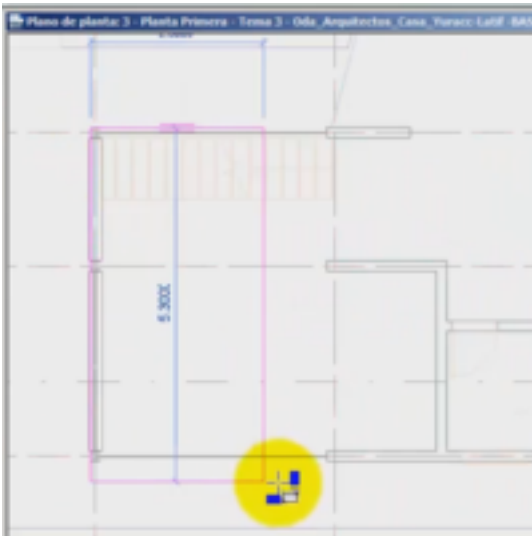 Plano de planta: 3 - Planta Primera - Tema 3 - Oda_Arquitectos_Casa_Yuracc-Latif-BAS
5.3000